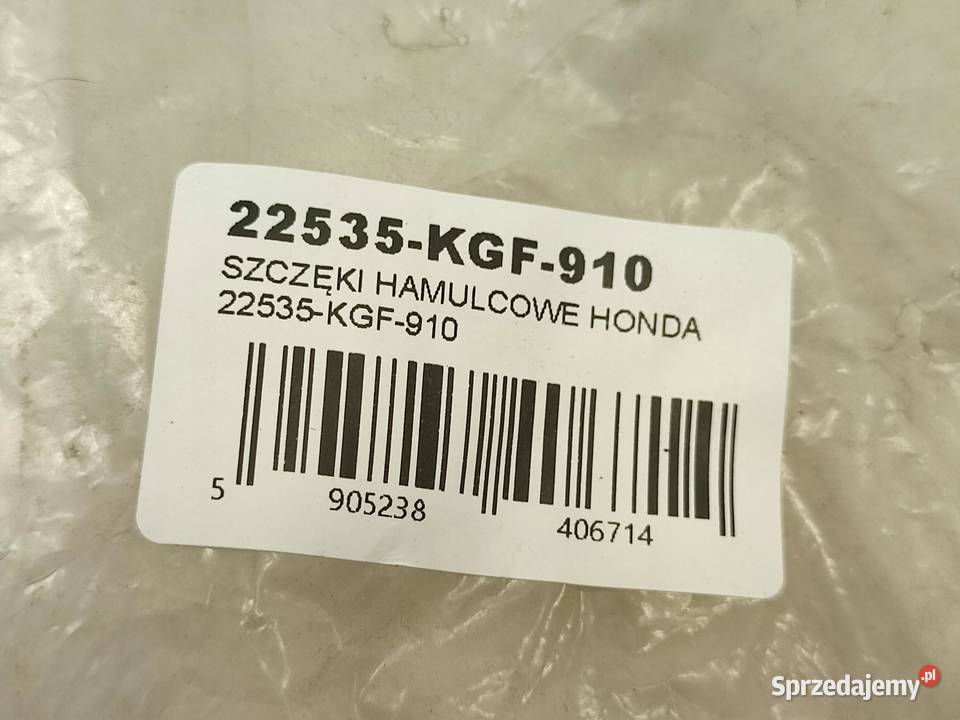 22535-KGF-910
SZCZĘKI HAMULCOWE HONDA
22535-KGF-910
5 905238 406714
Sprzedajemy.pl